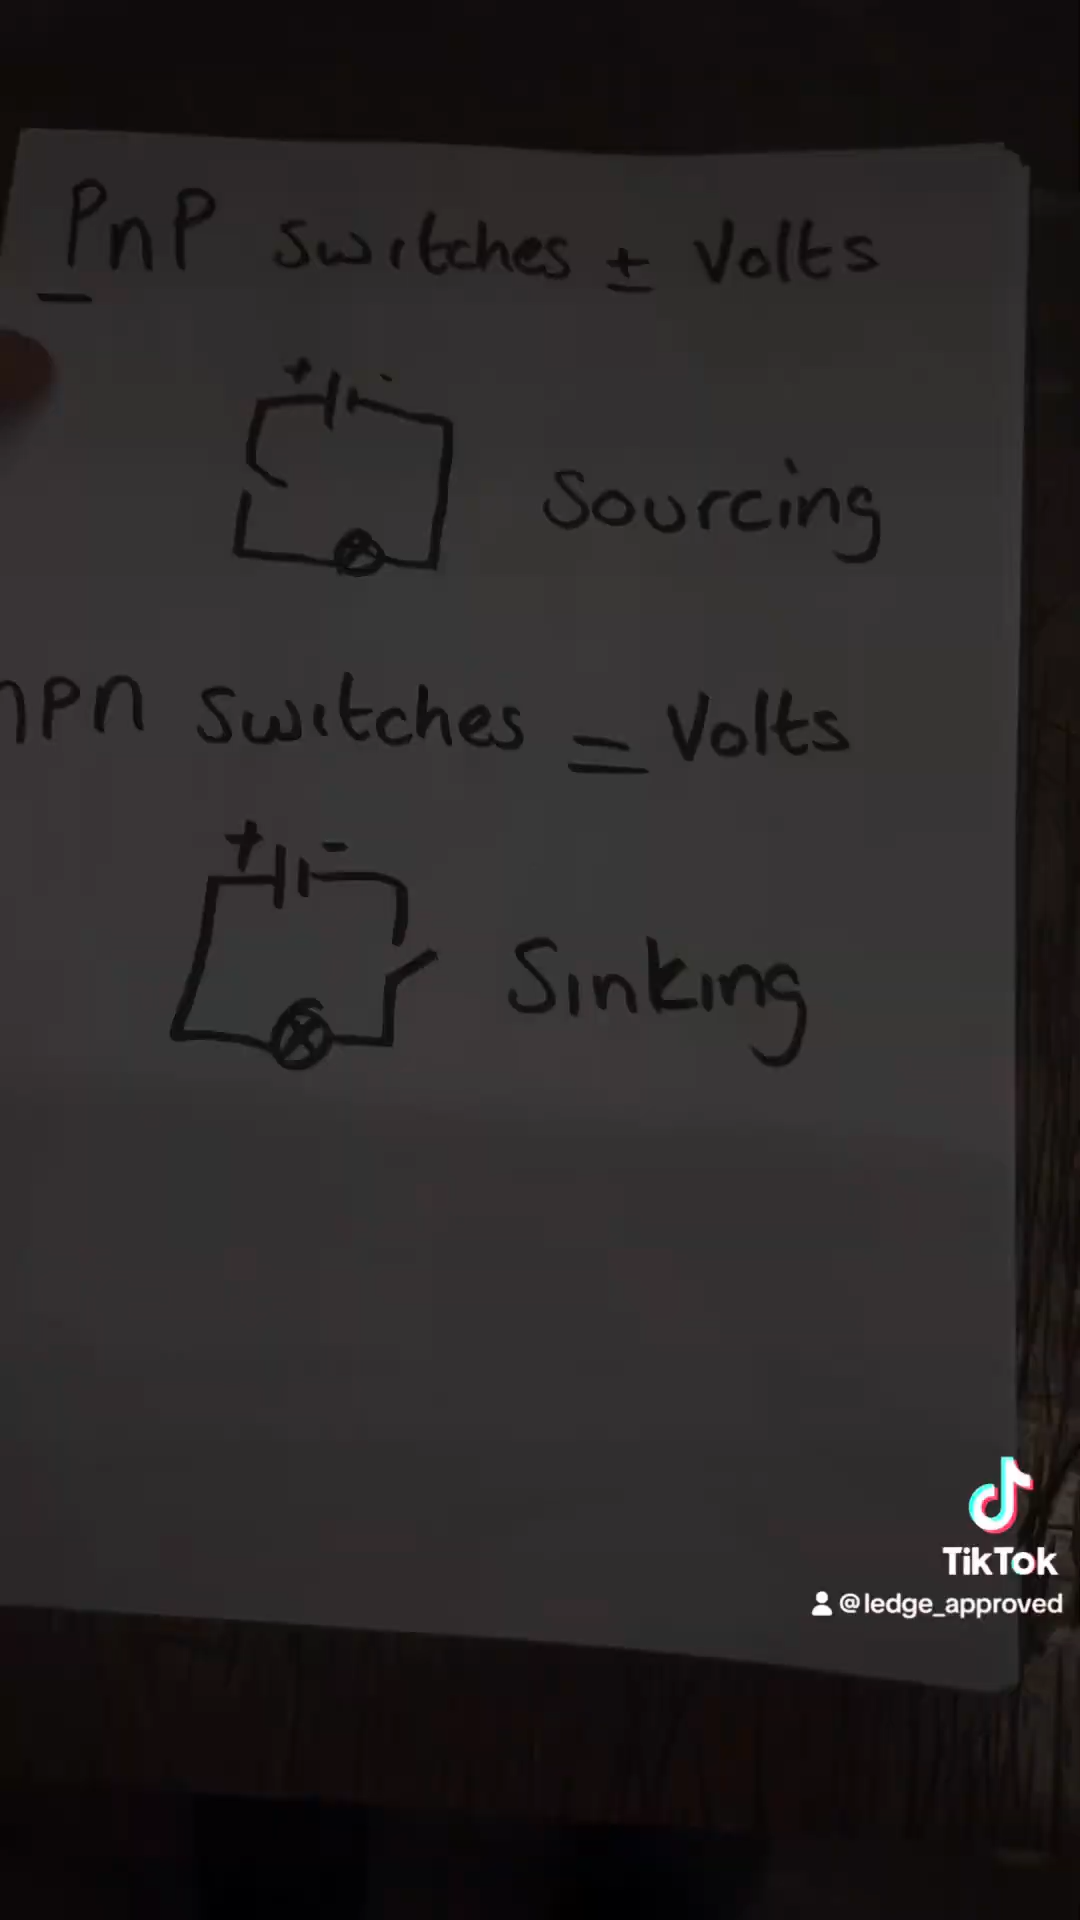 PnP switches ± Volts
+ -
Sourcing
npn switches = Volts
+ -
Sinking
TikTok
@ledge_approved